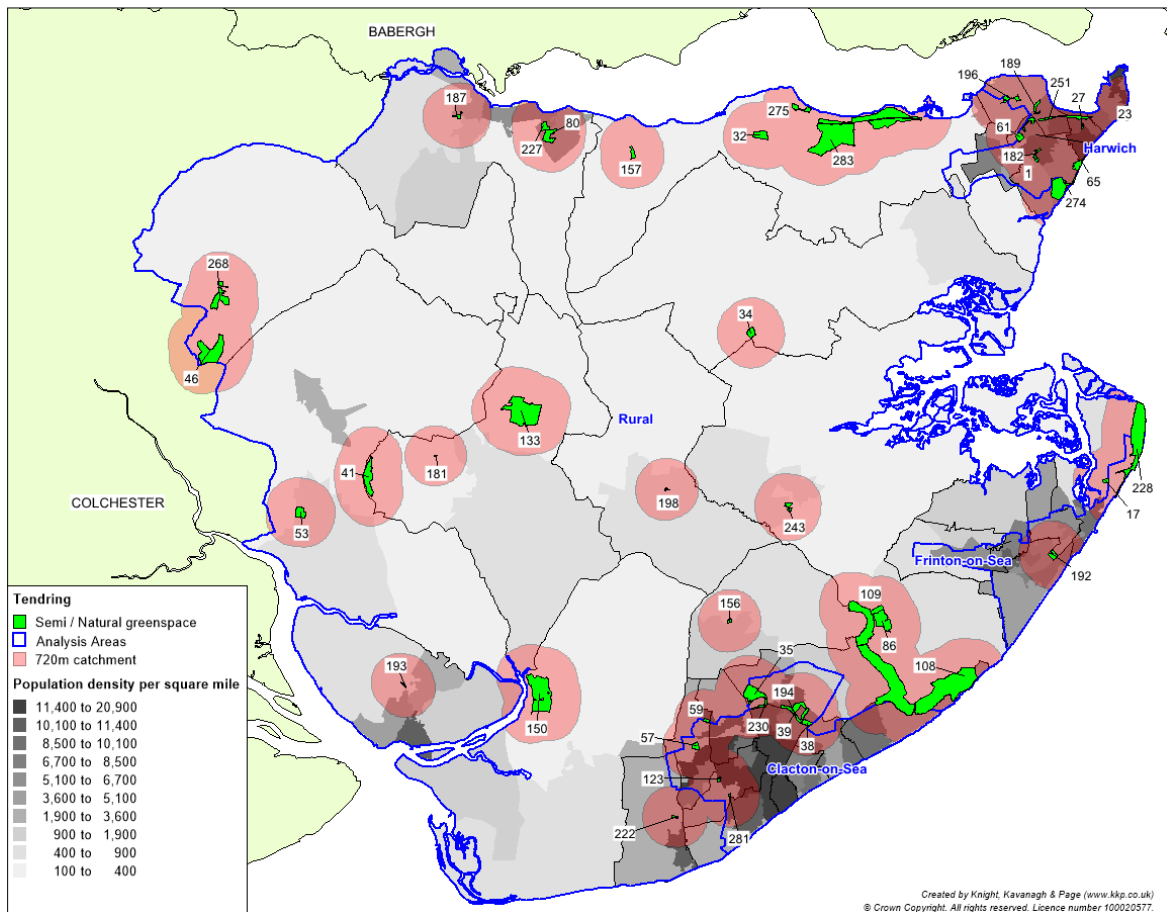 BABERGH
187
80
227
157
275
32
283
196
189
251
27
23
61
Harwich
182
1
65
274
268
46
34
133
Rural
41
181
COLCHESTER
53
198
243
228
17
Frinton-on-Sea
192
109
156
86
35
108
193
194
59
150
230
39
38
57
Clacton-on-Sea
123
222
281
Tendring
Semi / Natural greenspace
Analysis Areas
720m catchment
Population density per square mile
11,400 to 20,900
10,100 to 11,400
8,500 to 10,100
6,700 to 8,500
5,100 to 6,700
3,600 to 5,100
1,900 to 3,600
900 to 1,900
400 to 900
100 to 400
Created by Knight, Kavanagh & Page (www.kkp.co.uk)
© Crown Copyright. All rights reserved. Licence number 100020577.